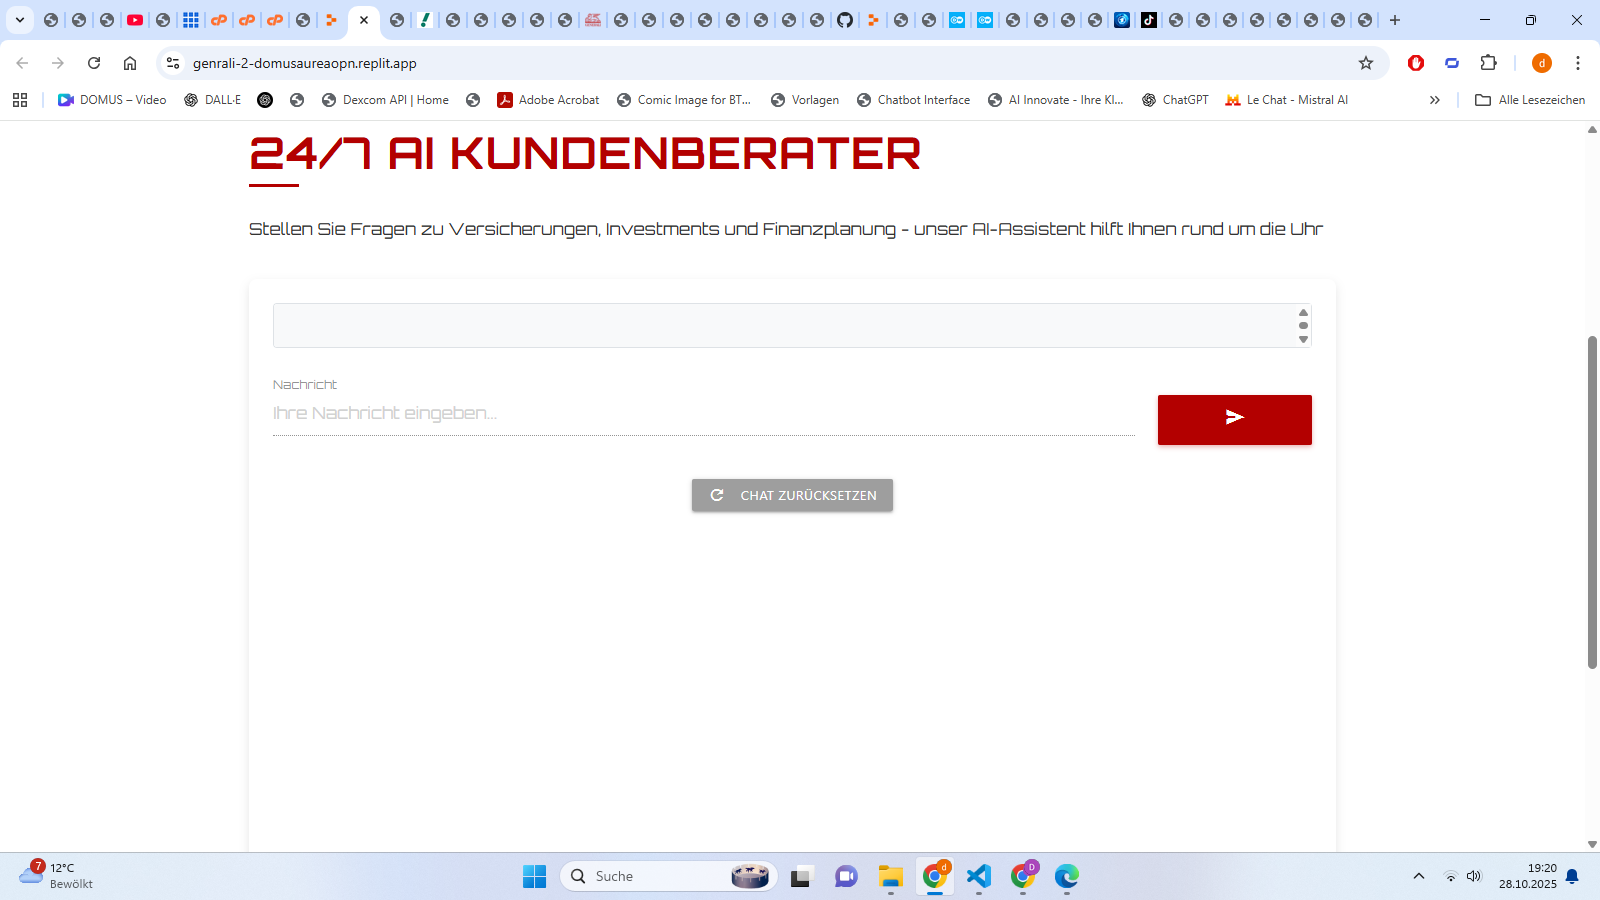 genrali-2-domusaureaopn.replit.app
d
DOMUS – Video
DALL·E
Dexcom API | Home
Adobe Acrobat
Comic Image for BT...
Vorlagen
Chatbot Interface
AI Innovate - Ihre KI...
ChatGPT
Le Chat - Mistral AI
Alle Lesezeichen
24/7 AI KUNDENBERATER
Stellen Sie Fragen zu Versicherungen, Investments und Finanzplanung - unser AI-Assistent hilft Ihnen rund um die Uhr
Nachricht
Ihre Nachricht eingeben...
CHAT ZURÜCKSETZEN
7
12°C
Bewölkt
Suche
d
D
19:20
28.10.2025